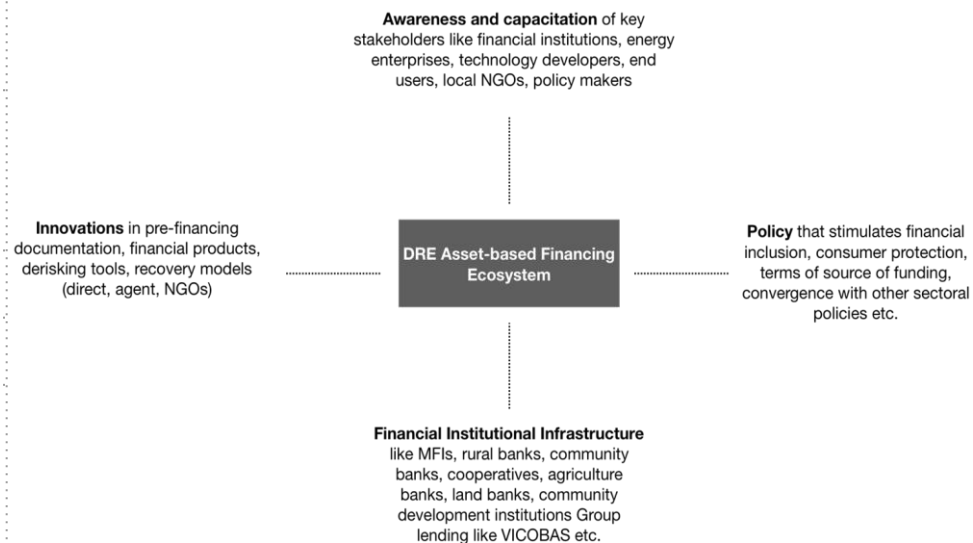 Awareness and capacitation of key
stakeholders like financial institutions, energy
enterprises, technology developers, end
users, local NGOs, policy makers
Innovations in pre-financing
documentation, financial products,
derisking tools, recovery models
(direct, agent, NGOs)
DRE Asset-based Financing
Ecosystem
Policy that stimulates financial
inclusion, consumer protection,
terms of source of funding,
convergence with other sectoral
policies etc.
Financial Institutional Infrastructure
like MFIs, rural banks, community
banks, cooperatives, agriculture
banks, land banks, community
development institutions Group
lending like VICOBAS etc.